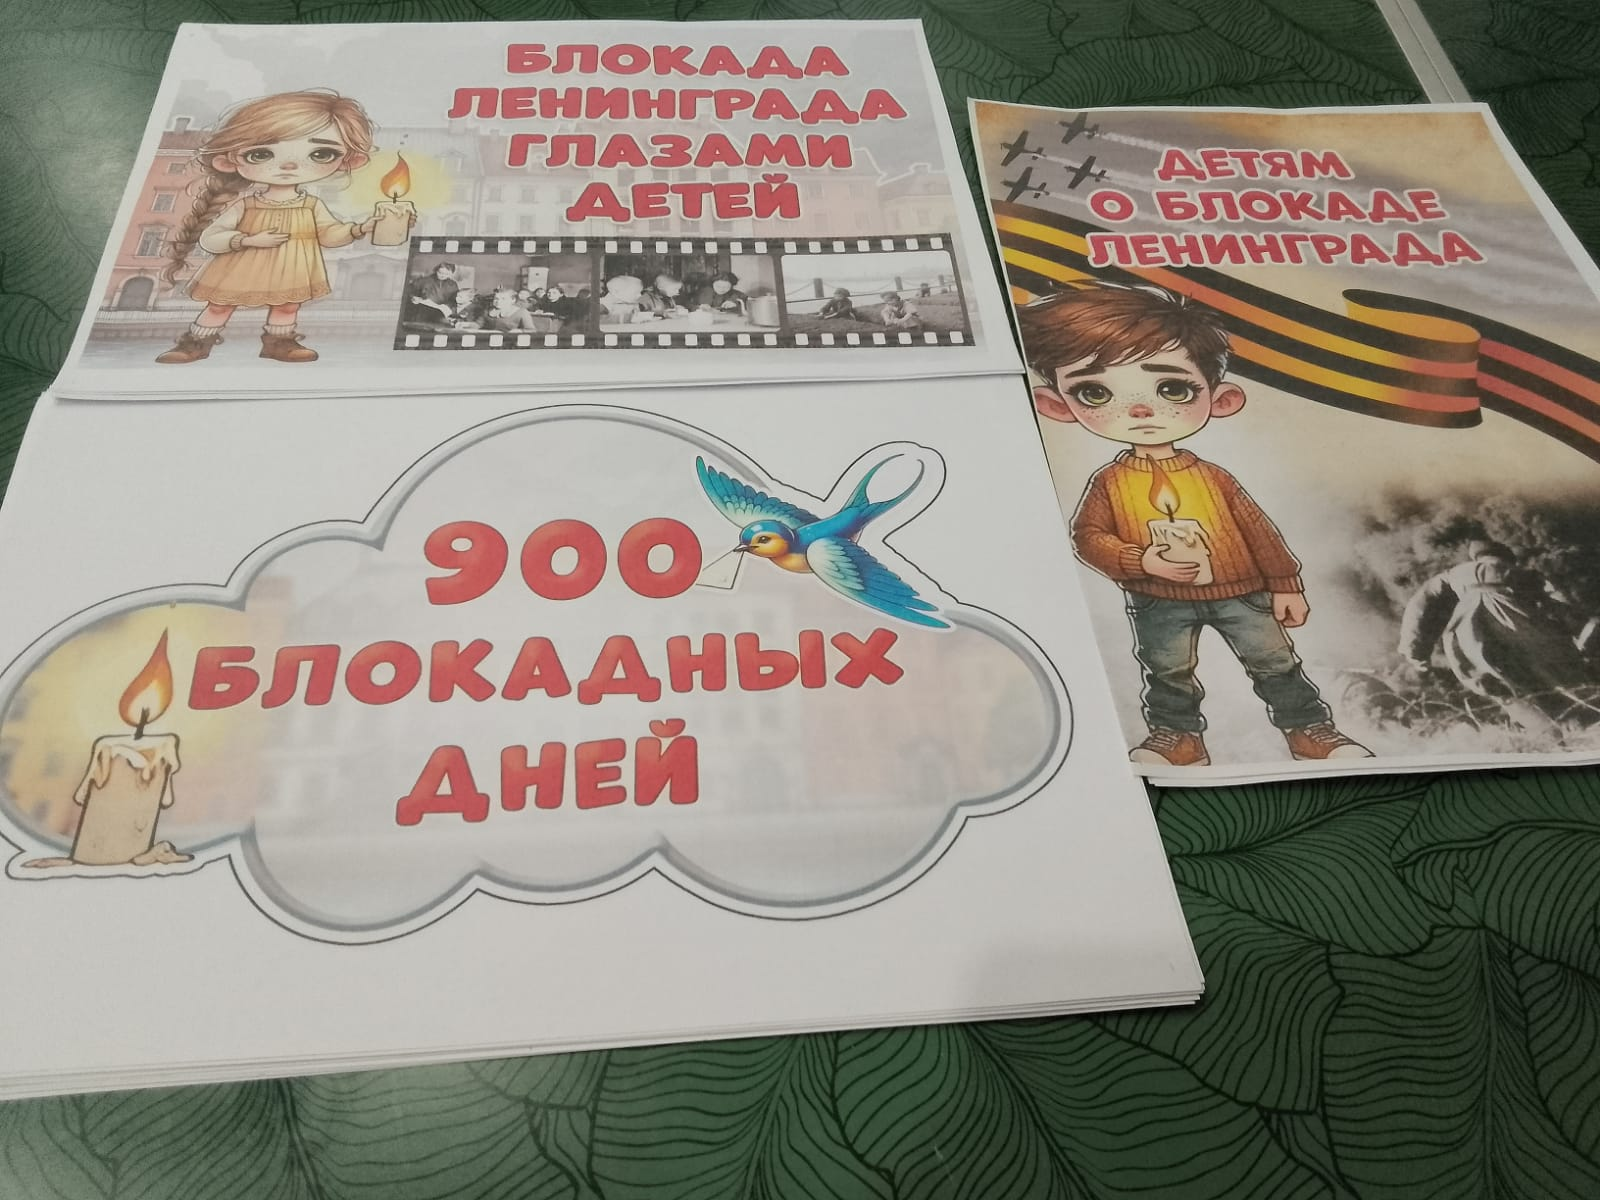 БЛОКАДА
ЛЕНИНГРАДА
ГЛАЗАМИ
ДЕТЕЙ
ДЕТЯМ
О БЛОКАДЕ
ЛЕНИНГРАДА
900
БЛОКАДНЫХ
ДНЕЙ